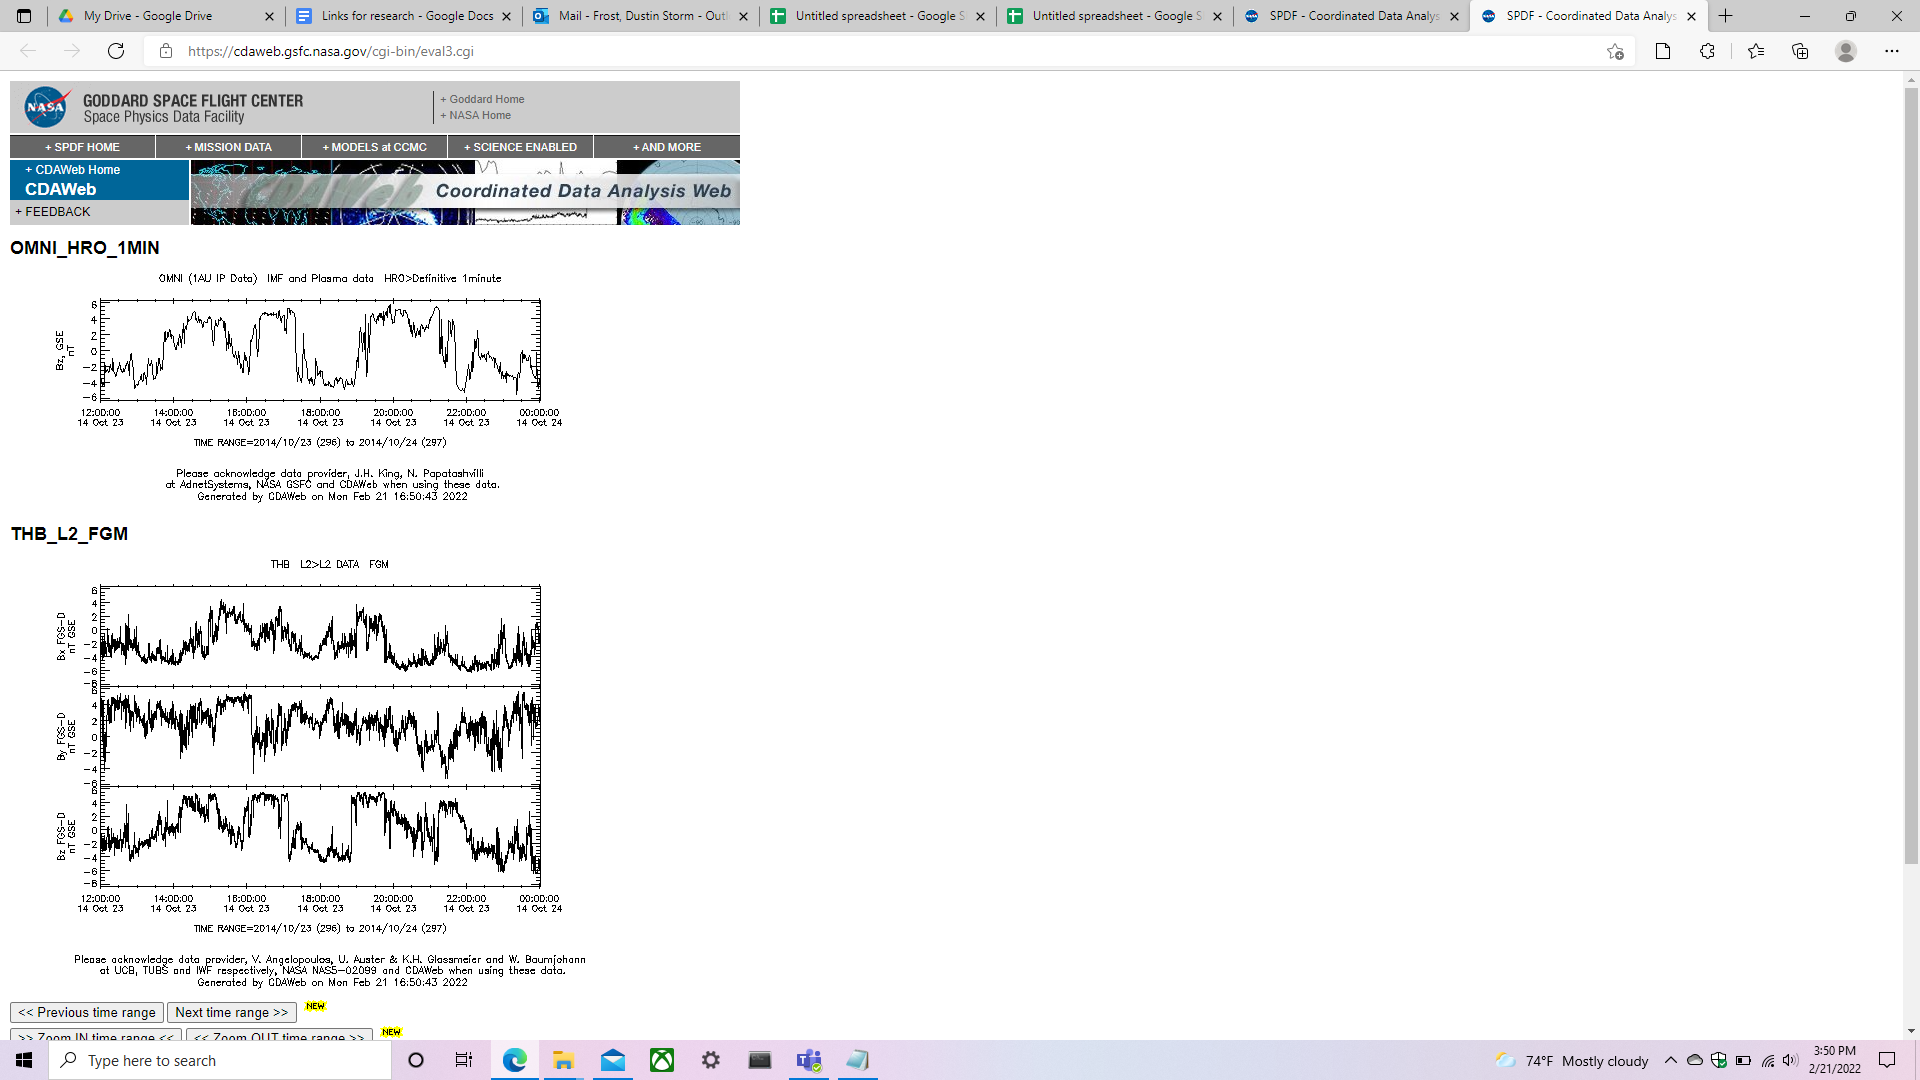 My Drive - Google Drive
Links for research - Google Docs
Mail - Frost, Dustin Storm - Outl
Untitled spreadsheet - Google S
Untitled spreadsheet - Google S
SPDF - Coordinated Data Analys
SPDF - Coordinated Data Analys
https://cdaweb.gsfc.nasa.gov/cgi-bin/eval3.cgi
NASA
GODDARD SPACE FLIGHT CENTER
Space Physics Data Facility
+ Goddard Home
+ NASA Home
+ SPDF HOME
+ MISSION DATA
+ MODELS at CCMC
+ SCIENCE ENABLED
+ AND MORE
+ CDAWeb Home
CDAWeb
+ FEEDBACK
Coordinated Data Analysis Web
OMNI_HRO_1MIN
OMNI (1AU IP Data) IMF and Plasma data HRO>Definitive 1minute
Bz, GSE
nT
6
4
2
0
-2
-4
-6
12:00:00 14:00:00 16:00:00 18:00:00 20:00:00 22:00:00 00:00:00
14 Oct 23 14 Oct 23 14 Oct 23 14 Oct 23 14 Oct 23 14 Oct 23 14 Oct 24
TIME RANGE=2014/10/23 (296) to 2014/10/24 (297)
Please acknowledge data provider, J.H. King, N. Papatashvilli
at AdnetSystems, NASA GSFC and CDAWeb when using these data.
Generated by CDAWeb on Mon Feb 21 16:50:43 2022
THB_L2_FGM
THB L2>L2 DATA FGM
Bx FGS-D
nT GSE
6
4
2
0
-2
-4
-6
By FGS-D
nT GSE
4
2
0
-2
-4
Bz FGS-D
nT GSE
4
2
0
-2
-4
-6
-8
12:00:00 14:00:00 16:00:00 18:00:00 20:00:00 22:00:00 00:00:00
14 Oct 23 14 Oct 23 14 Oct 23 14 Oct 23 14 Oct 23 14 Oct 23 14 Oct 24
TIME RANGE=2014/10/23 (296) to 2014/10/24 (297)
Please acknowledge data provider, V. Angelopoulos, U. Auster & K.H. Glassmeier and W. Baumjohann
at UCB, TUBS and IWF respectively, NASA NAS5-02099 and CDAWeb when using these data.
Generated by CDAWeb on Mon Feb 21 16:50:43 2022
<< Previous time range
Next time range >>
NEW
>> Zoom IN time range <<
<< Zoom OUT time range >>
NEW
Type here to search
74°F Mostly cloudy
3:50 PM
2/21/2022